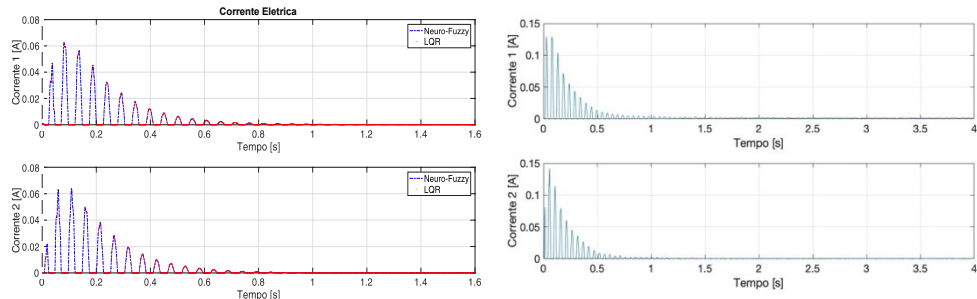 Corrente Eletrica
Corrente 1 [A]
0.08
0.06
0.04
0.02
0
Neuro-Fuzzy
LQR
0 0.2 0.4 0.6 0.8 1 1.2 1.4 1.6
Tempo [s]
Corrente 2 [A]
0.08
0.06
0.04
0.02
0
Neuro-Fuzzy
LQR
0 0.2 0.4 0.6 0.8 1 1.2 1.4 1.6
Tempo [s]
Corrente 1 [A]
0.15
0.1
0.05
0
0 0.5 1 1.5 2 2.5 3 3.5 4
Tempo [s]
Corrente 2 [A]
0.15
0.1
0.05
0
0 0.5 1 1.5 2 2.5 3 3.5 4
Tempo [s]